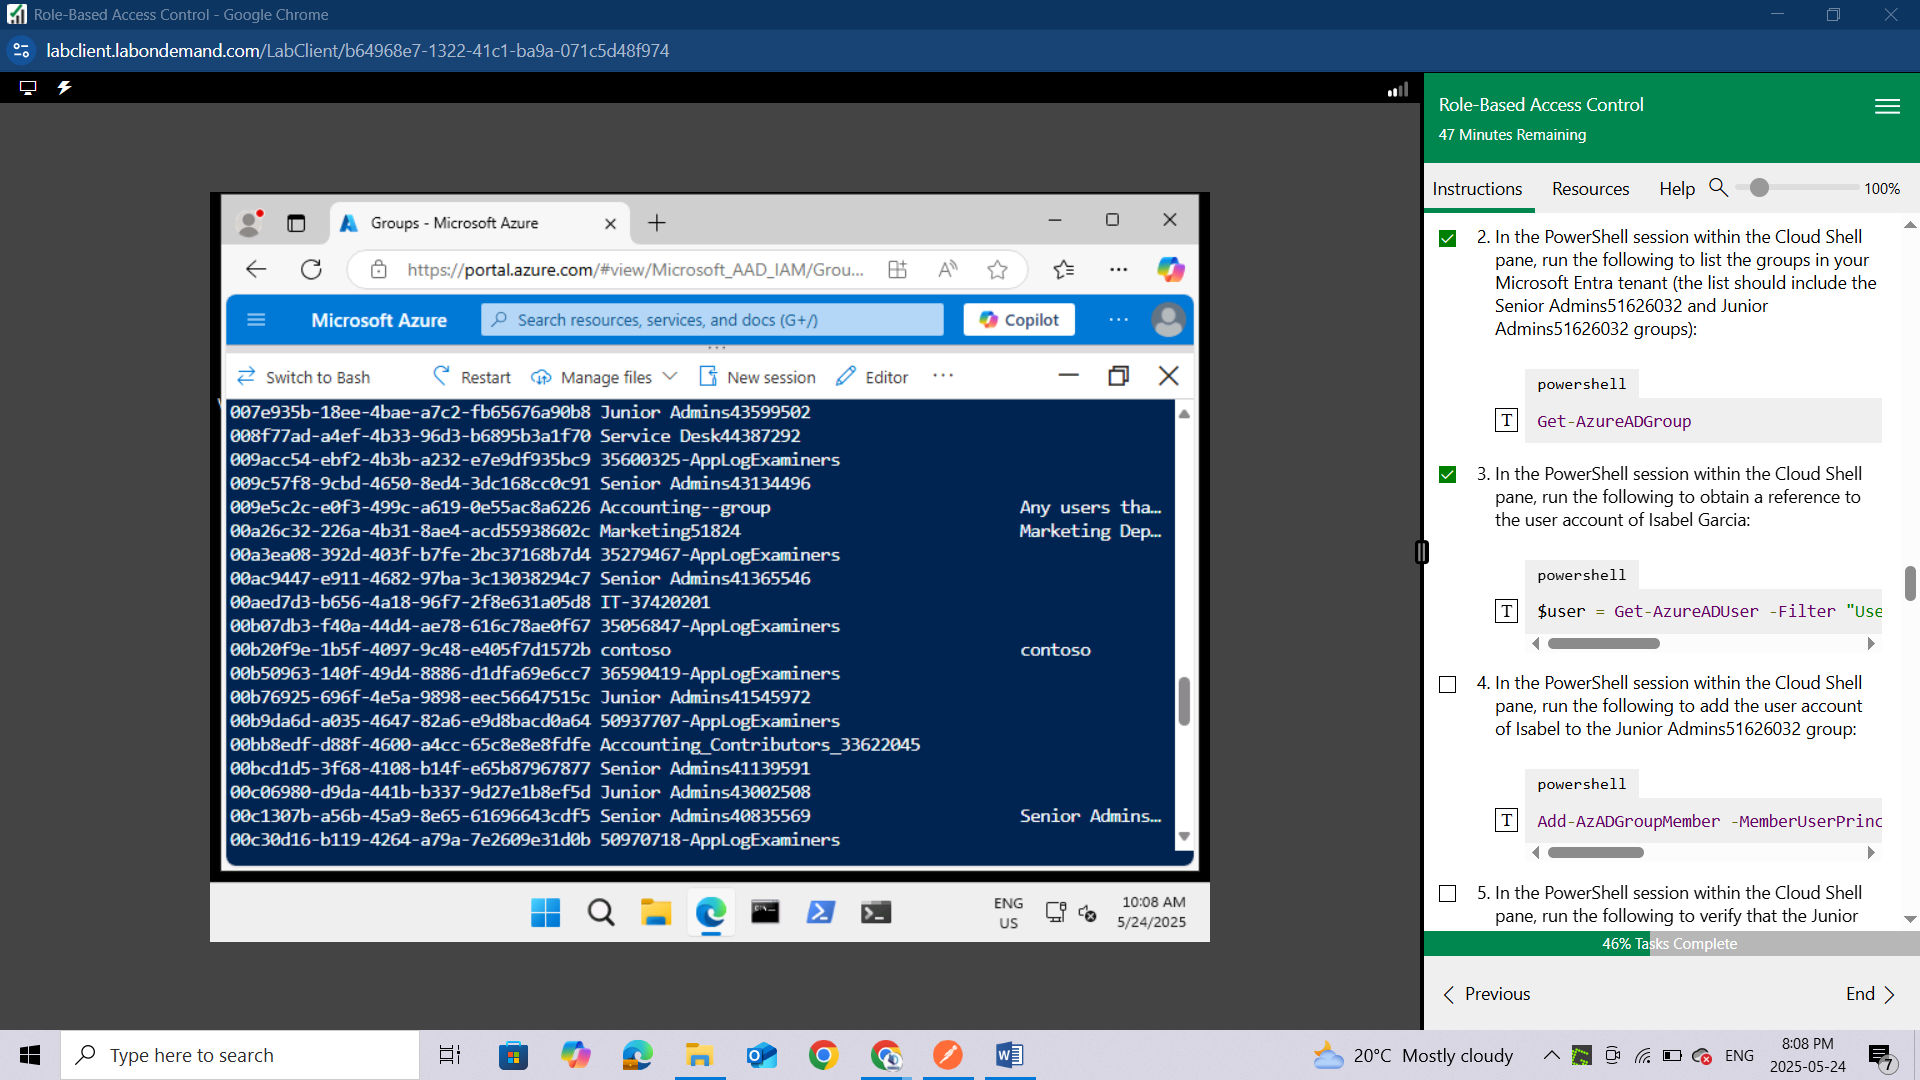 Role-Based Access Control - Google Chrome
labclient.labondemand.com/LabClient/b64968e7-1322-41c1-ba9a-071c5d48f974
Groups - Microsoft Azure
https://portal.azure.com/#view/Microsoft_AAD_IAM/Grou...
Microsoft Azure
Search resources, services, and docs (G+/)
Copilot
Switch to Bash
Restart
Manage files
New session
Editor
007e935b-18ee-4bae-a7c2-fb65676a90b8 Junior Admins43599502
008f77ad-a4ef-4b33-96d3-b6895b3a1f70 Service Desk44387292
009acc54-ebf2-4b3b-a232-e7e9df935bc9 35600325-AppLogExaminers
009c57f8-9cbd-4650-8ed4-3dc168cc0c91 Senior Admins43134496
009e5c2c-e0f3-499c-a619-0e55ac8a6226 Accounting--group Any users tha...
00a26c32-226a-4b31-8ae4-acd55938602c Marketing51824 Marketing Dep...
00a3ea08-392d-403f-b7fe-2bc37168b7d4 35279467-AppLogExaminers
00ac9447-e911-4682-97ba-3c13038294c7 Senior Admins41365546
00aed7d3-b656-4a18-96f7-2f8e631a05d8 IT-37420201
00b07db3-f40a-44d4-ae78-616c78ae0f67 35056847-AppLogExaminers
00b20f9e-1b5f-4097-9c48-e405f7d1572b contoso contoso
00b50963-140f-49d4-8886-d1dfa69e6cc7 36590419-AppLogExaminers
00b76925-696f-4e5a-9898-eec56647515c Junior Admins41545972
00b9da6d-a035-4647-82a6-e9d8bacd0a64 50937707-AppLogExaminers
00bb8edf-d88f-4600-a4cc-65c8e8e8fdfe Accounting_Contributors_33622045
00bcd1d5-3f68-4108-b14f-e65b87967877 Senior Admins41139591
00c06980-d9da-441b-b337-9d27e1b8ef5d Junior Admins43002508
00c1307b-a56b-45a9-8e65-61696643cdf5 Senior Admins40835569 Senior Admins...
00c30d16-b119-4264-a79a-7e2609e31d0b 50970718-AppLogExaminers
ENG
US
10:08 AM
5/24/2025
Role-Based Access Control
47 Minutes Remaining
Instructions
Resources
Help
100%
2. In the PowerShell session within the Cloud Shell
pane, run the following to list the groups in your
Microsoft Entra tenant (the list should include the
Senior Admins51626032 and Junior
Admins51626032 groups):
powershell
T
Get-AzureADGroup
3. In the PowerShell session within the Cloud Shell
pane, run the following to obtain a reference to
the user account of Isabel Garcia:
powershell
T
$user = Get-AzureADUser -Filter "Use
4. In the PowerShell session within the Cloud Shell
pane, run the following to add the user account
of Isabel to the Junior Admins51626032 group:
powershell
T
Add-AzADGroupMember -MemberUserPrinc
5. In the PowerShell session within the Cloud Shell
pane, run the following to verify that the Junior
46% Tasks Complete
Previous
End
Type here to search
20°C Mostly cloudy
ENG
8:08 PM
2025-05-24
7